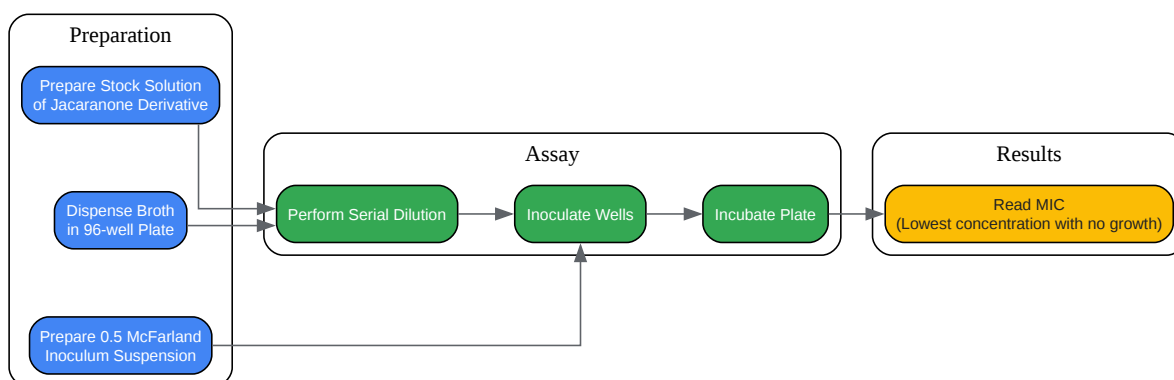 Preparation
Prepare Stock Solution
of Jacaranone Derivative
Dispense Broth
in 96-well Plate
Prepare 0.5 McFarland
Inoculum Suspension
Assay
Perform Serial Dilution
Inoculate Wells
Incubate Plate
Results
Read MIC
(Lowest concentration with no growth)